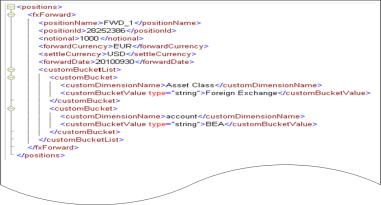 <positions>
<fxForward>
<positionName>FWD_1</positionName>
<positionId>28252386</positionId>
<notional>1000 </notional>
<forwardCurrency>EUR</forwardCurrency>
<settleCurrency>USD</settleCurrency>
<forwardDate>20100930</forwardDate>
<customBucketList>
<customBucket>
<customDimensionName>Asset Class</customDimensionName>
<customBucketValue type="string">Foreign Exchange</customBucketValue>
</customBucket>
<customBucket>
<customDimensionName>account</customDimensionName>
<customBucketValue type="string">BEA</customBucketValue>
</customBucket>
</customBucketList>
</fxForward>
</positions>